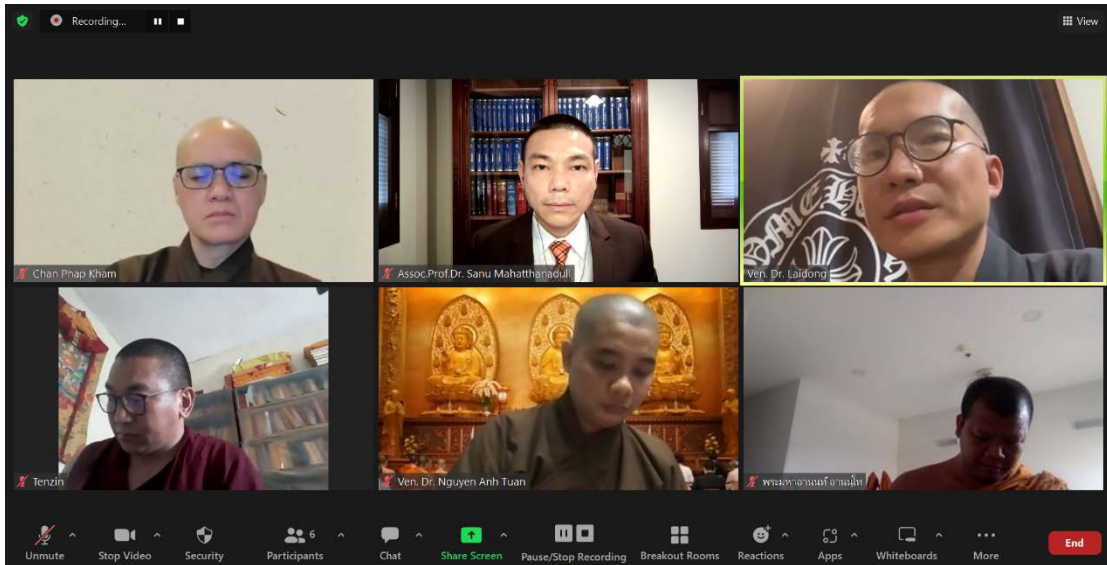 Recording...
View
Chan Phap Kham
Assoc.Prof.Dr. Sanu Mahatthanadull
Ven. Dr. Laidong
Tenzin
Ven. Dr. Nguyen Anh Tuan
พระมหาอานนท์ อานนฺโท
6
Unmute
Stop Video
Security
Participants
Chat
Share Screen
Pause/Stop Recording
Breakout Rooms
Reactions
Apps
Whiteboards
More
End